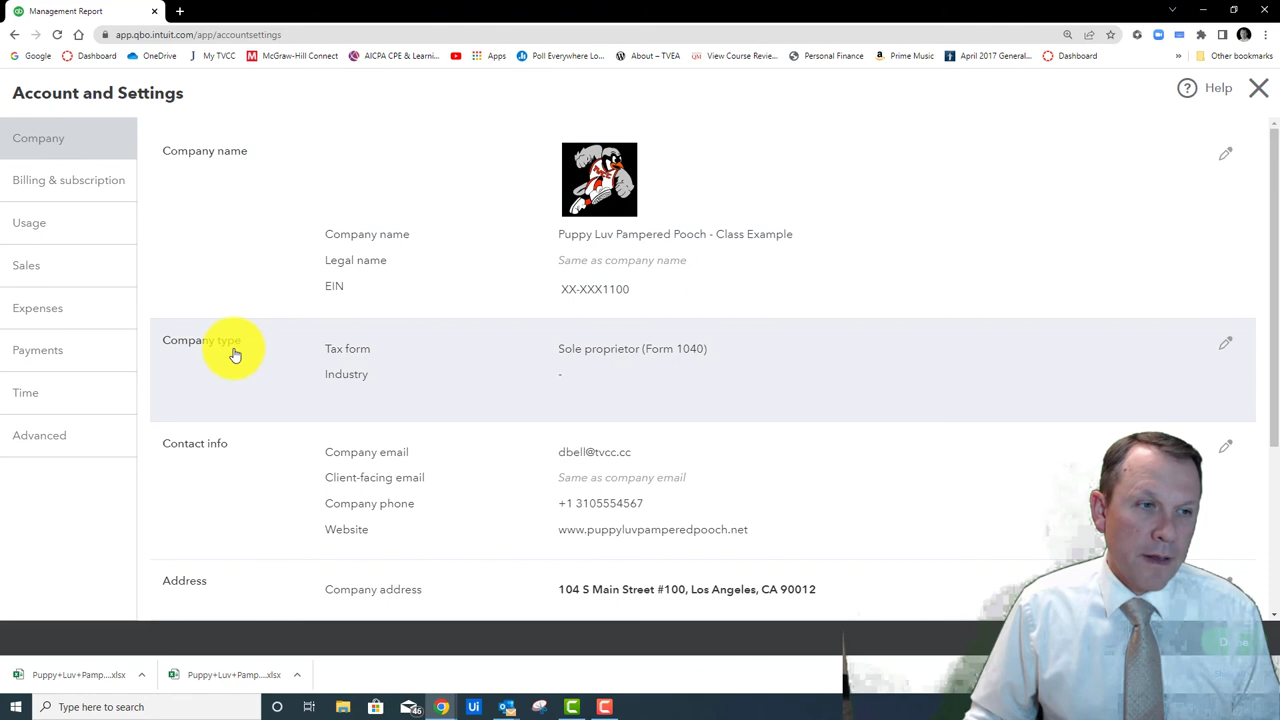 Management Report
app.qbo.intuit.com/app/accountsettings
Google Dashboard OneDrive My TVCC McGraw-Hill Connect AICPA CPE & Learni... Apps Poll Everywhere Lo... About – TVEA View Course Review... Personal Finance Prime Music April 2017 General... Dashboard » Other bookmarks
Account and Settings
Help
Company
Billing & subscription
Usage
Sales
Expenses
Payments
Time
Advanced
Company name
Company name Puppy Luv Pampered Pooch - Class Example
Legal name Same as company name
EIN XX-XXX1100
Company type
Tax form Sole proprietor (Form 1040)
Industry -
Contact info
Company email dbell@tvcc.cc
Client-facing email Same as company email
Company phone +1 3105554567
Website www.puppyluvpamperedpooch.net
Address
Company address 104 S Main Street #100, Los Angeles, CA 90012
Done
Puppy+Luv+Pamp....xlsx Puppy+Luv+Pamp....xlsx
Type here to search
46
Ui